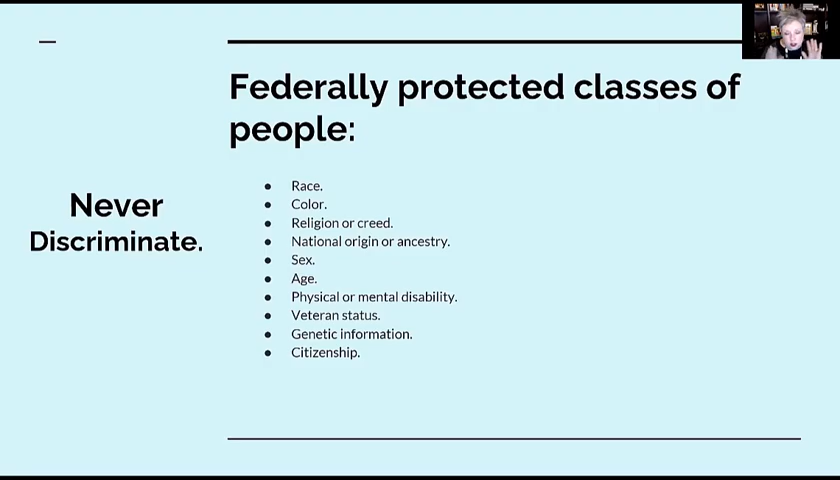 Never
Discriminate.
Federally protected classes of
people:
Race.
Color.
Religion or creed.
National origin or ancestry.
Sex.
Age.
Physical or mental disability.
Veteran status.
Genetic information.
Citizenship.